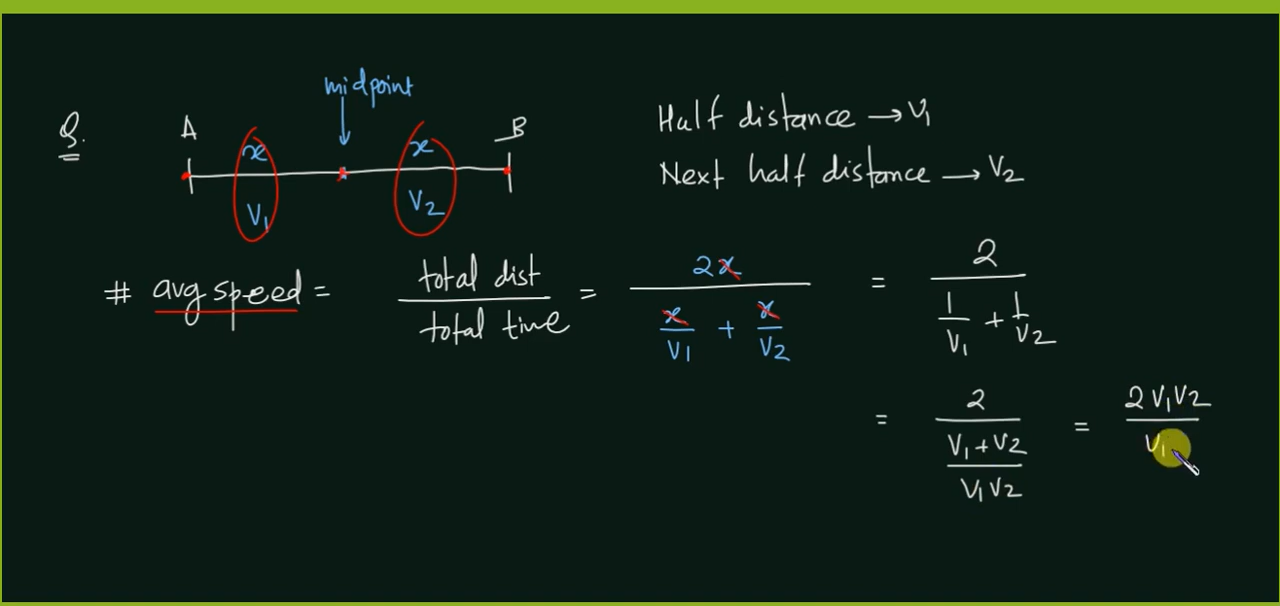 midpoint
Q. A x x B
V₁ V₂
Half distance → V₁
Next half distance → V₂
# avg speed = total dist / total time = 2x / (x/V₁ + x/V₂) = 2 / (1/V₁ + 1/V₂)
= 2 / ((V₁+V₂)/(V₁V₂)) = 2V₁V₂ / V₁